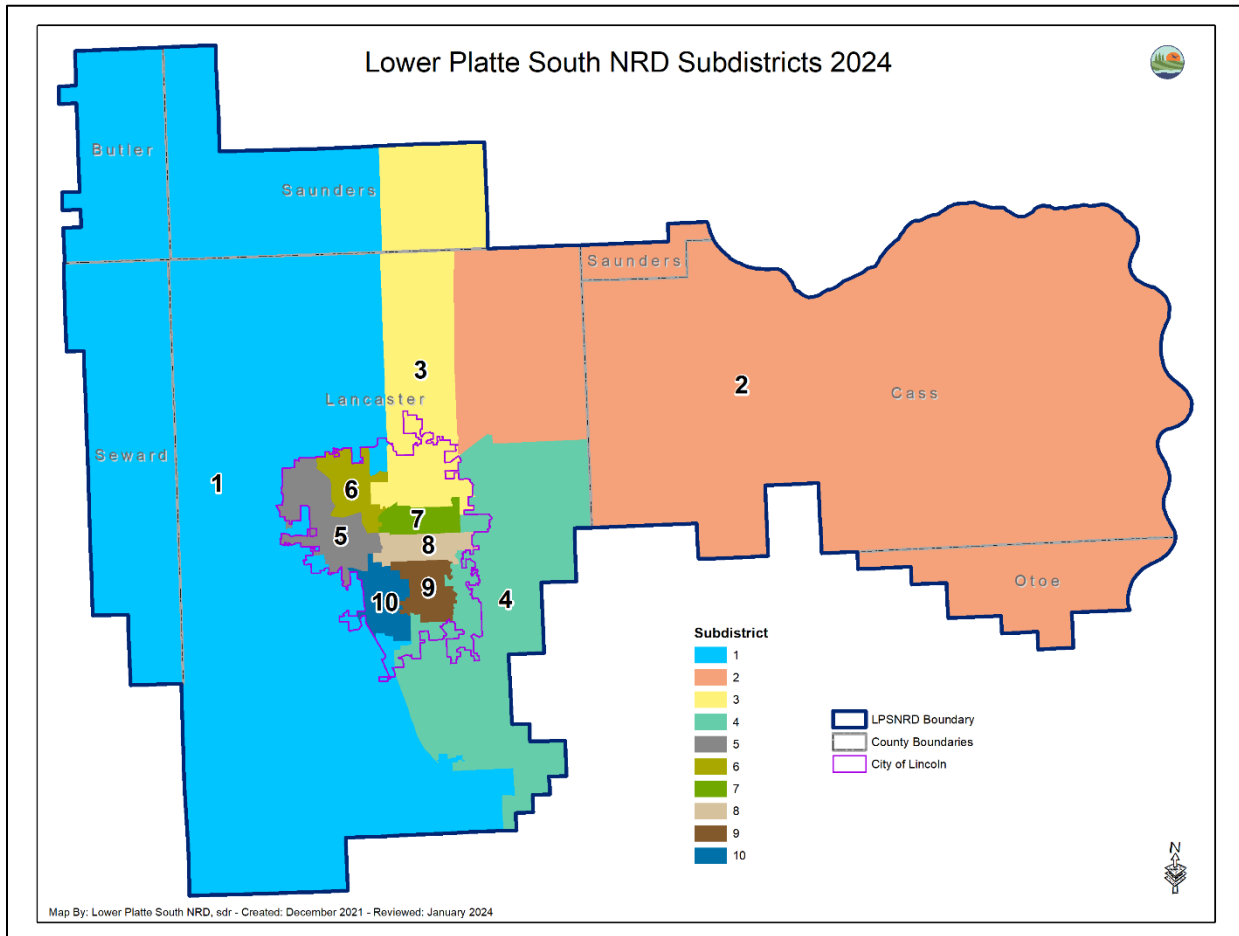 Lower Platte South NRD Subdistricts 2024
Butler
Saunders
Saunders
3
2
Lancaster
Cass
Seward
1
6
7
5
8
9
10
4
Otoe
Subdistrict
1
2
3
4
5
6
7
8
9
10
LPSNRD Boundary
County Boundaries
City of Lincoln
N
Map By: Lower Platte South NRD, sdr - Created: December 2021 - Reviewed: January 2024